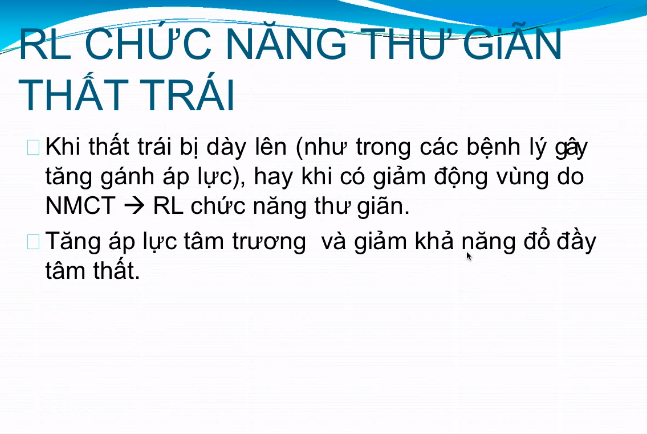 RL CHỨC NĂNG THƯ GiÃN
THẤT TRÁI
Khi thất trái bị dày lên (như trong các bệnh lý gây
tăng gánh áp lực), hay khi có giảm động vùng do
NMCT → RL chức năng thư giãn.
Tăng áp lực tâm trương và giảm khả năng đổ đầy
tâm thất.